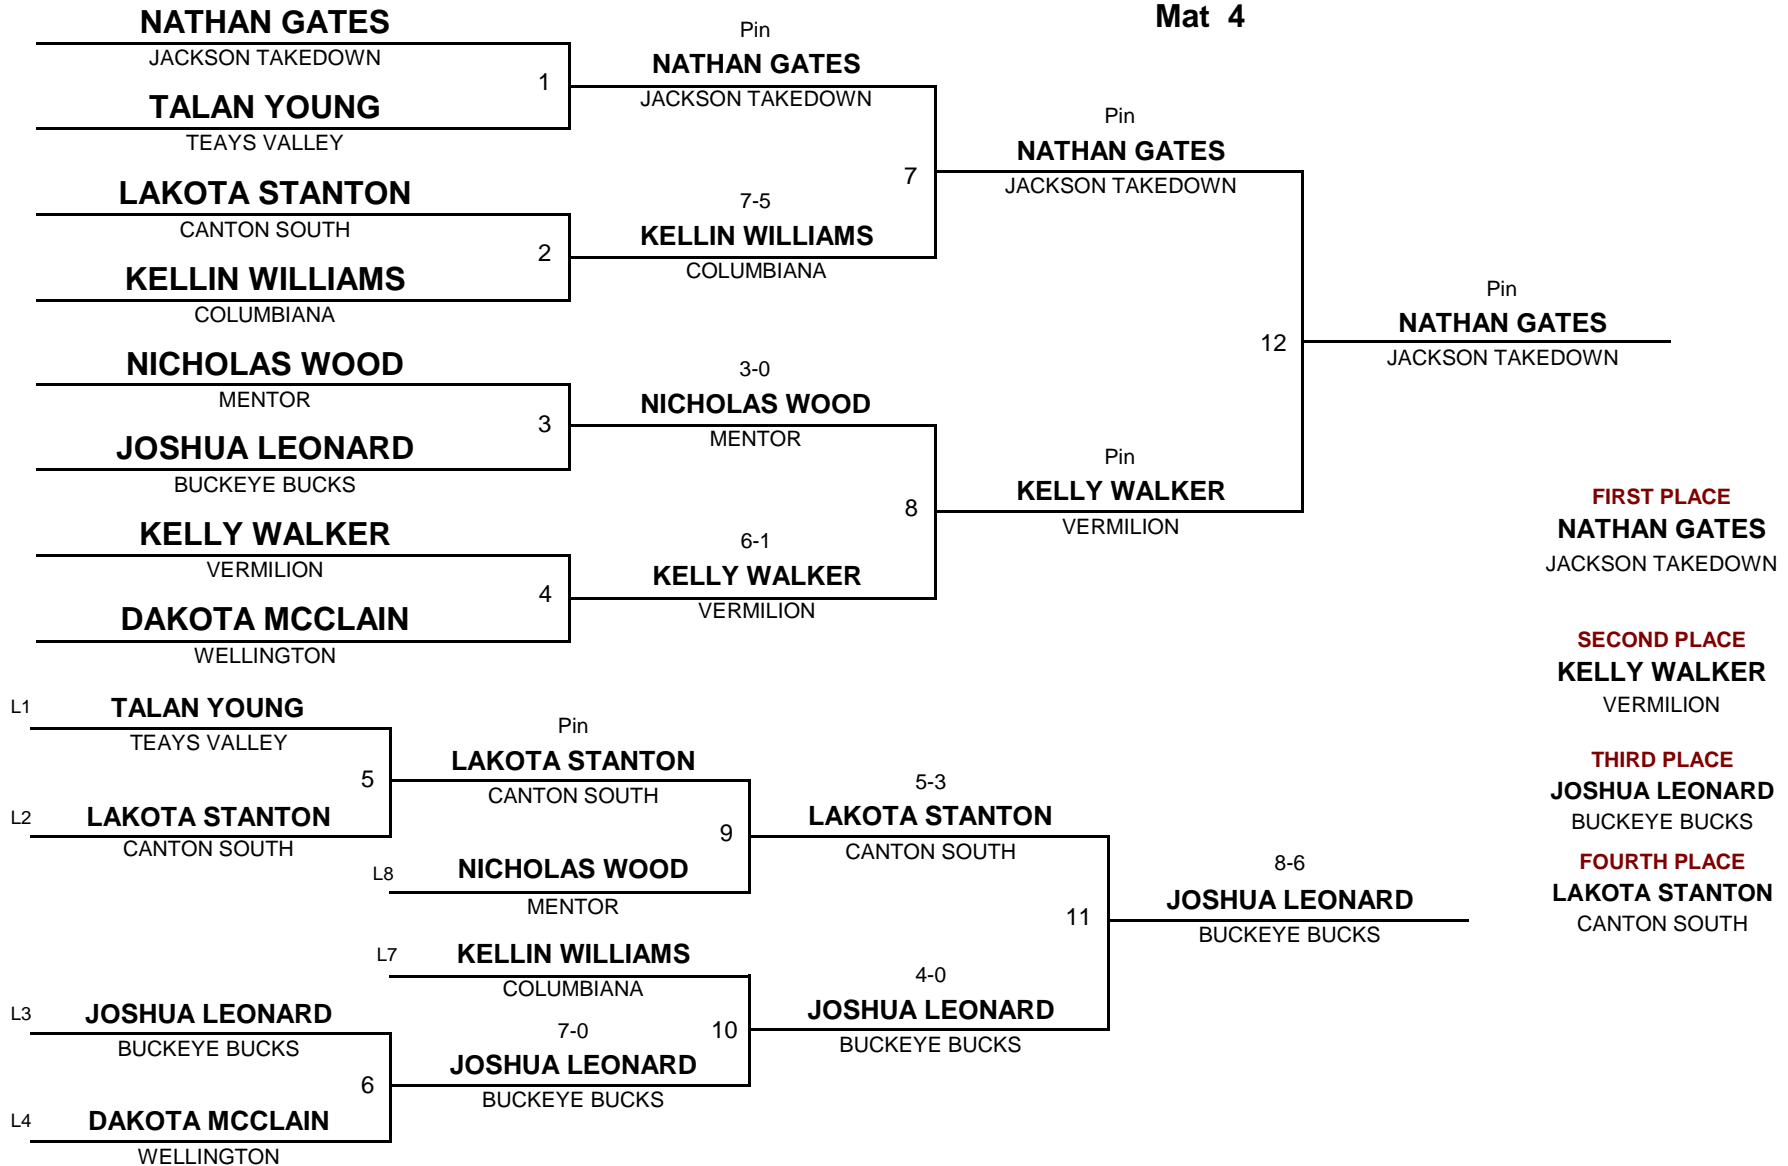 Mat 4
NATHAN GATES
JACKSON TAKEDOWN
1
TALAN YOUNG
TEAYS VALLEY
LAKOTA STANTON
CANTON SOUTH
2
KELLIN WILLIAMS
COLUMBIANA
NICHOLAS WOOD
MENTOR
3
JOSHUA LEONARD
BUCKEYE BUCKS
KELLY WALKER
VERMILION
4
DAKOTA MCCLAIN
WELLINGTON
Pin
NATHAN GATES
JACKSON TAKEDOWN
7
7-5
KELLIN WILLIAMS
COLUMBIANA
3-0
NICHOLAS WOOD
MENTOR
8
6-1
KELLY WALKER
VERMILION
Pin
NATHAN GATES
JACKSON TAKEDOWN
12
Pin
KELLY WALKER
VERMILION
Pin
NATHAN GATES
JACKSON TAKEDOWN
L1
TALAN YOUNG
TEAYS VALLEY
5
L2
LAKOTA STANTON
CANTON SOUTH
L3
JOSHUA LEONARD
BUCKEYE BUCKS
6
L4
DAKOTA MCCLAIN
WELLINGTON
Pin
LAKOTA STANTON
CANTON SOUTH
9
L8
NICHOLAS WOOD
MENTOR
L7
KELLIN WILLIAMS
COLUMBIANA
10
7-0
JOSHUA LEONARD
BUCKEYE BUCKS
5-3
LAKOTA STANTON
CANTON SOUTH
11
4-0
JOSHUA LEONARD
BUCKEYE BUCKS
8-6
JOSHUA LEONARD
BUCKEYE BUCKS
FIRST PLACE
NATHAN GATES
JACKSON TAKEDOWN
SECOND PLACE
KELLY WALKER
VERMILION
THIRD PLACE
JOSHUA LEONARD
BUCKEYE BUCKS
FOURTH PLACE
LAKOTA STANTON
CANTON SOUTH